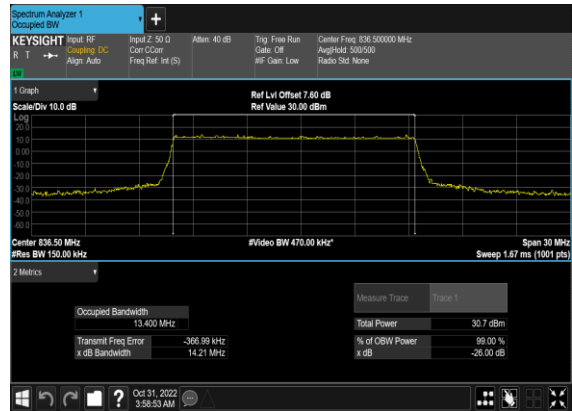 Spectrum Analyzer 1
Occupied BW
+
KEYSIGHT Input: RF Input Z: 50 Ω Atten: 40 dB Trig: Free Run Center Freq: 836.500000 MHz
R T Coupling: DC Corr CCorr Gate: Off Avg|Hold: 500/500
Align: Auto Freq Ref: Int (S) #IF Gain: Low Radio Std: None
1 Graph
Scale/Div 10.0 dB
Ref Lvl Offset 7.60 dB
Ref Value 30.00 dBm
Log
20.0
10.0
0.00
-10.0
-20.0
-30.0
-40.0
-50.0
-60.0
Center 836.50 MHz #Video BW 470.00 kHz* Span 30 MHz
#Res BW 150.00 kHz Sweep 1.67 ms (1001 pts)
2 Metrics
Measure Trace Trace 1
Occupied Bandwidth
13.400 MHz
Total Power 30.7 dBm
Transmit Freq Error -366.99 kHz % of OBW Power 99.00 %
x dB Bandwidth 14.21 MHz x dB -26.00 dB
? Oct 31, 2022
3:58:53 AM